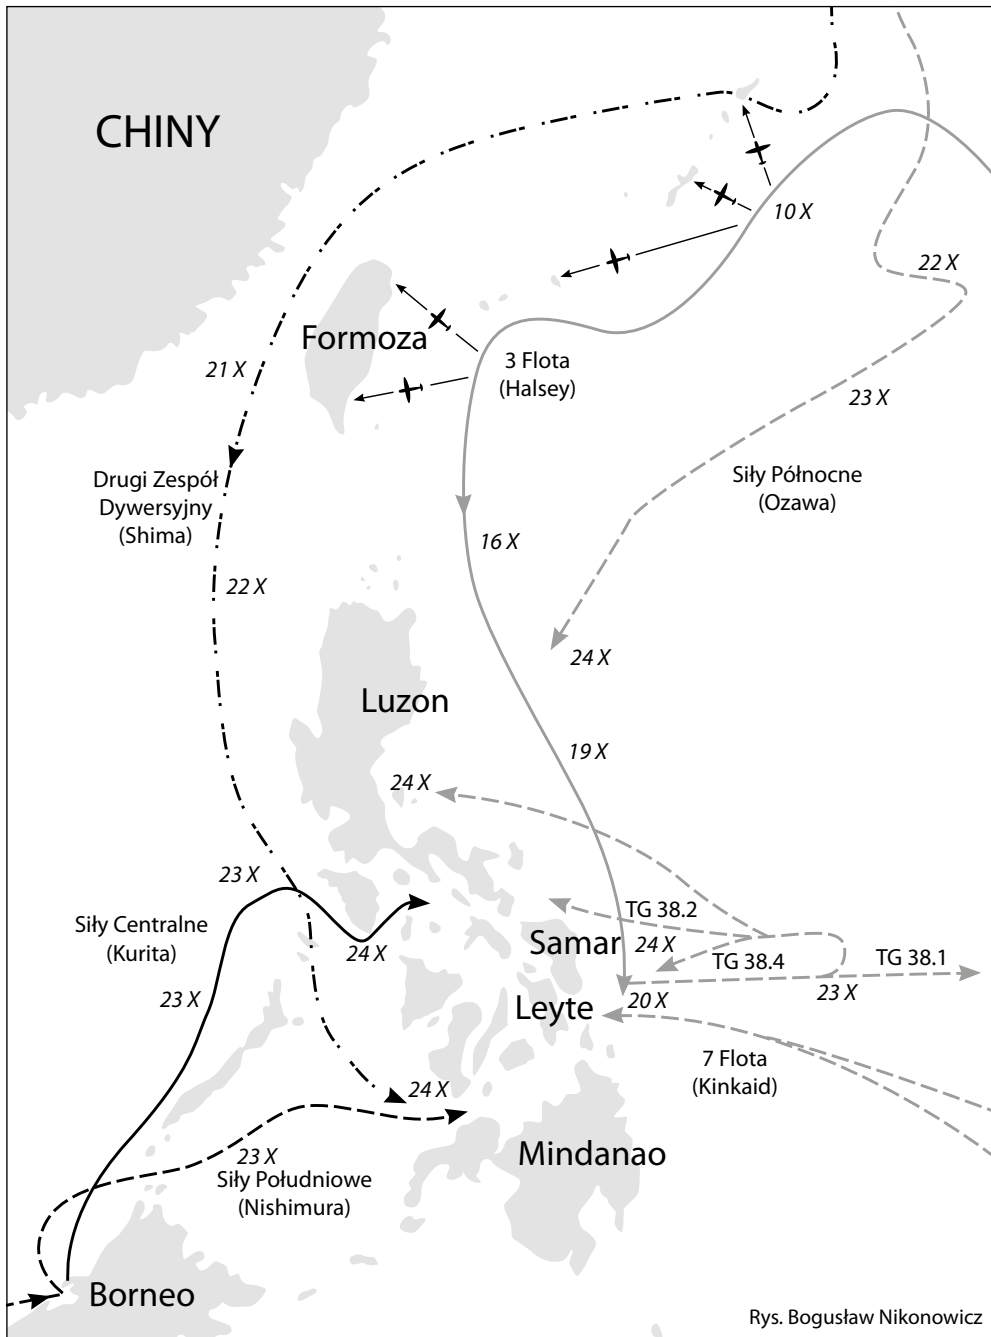 CHINY
10 X
22 X
Formoza
3 Flota
(Halsey)
21 X
23 X
Drugi Zespół
Dywersyjny
(Shima)
Siły Północne
(Ozawa)
16 X
22 X
24 X
Luzon
19 X
24 X
23 X
Siły Centralne
(Kurita)
24 X
TG 38.2
Samar
24 X
TG 38.4
TG 38.1
23 X
23 X
Leyte
20 X
7 Flota
(Kinkaid)
24 X
23 X
Siły Południowe
(Nishimura)
Mindanao
Borneo
Rys. Bogusław Nikonowicz